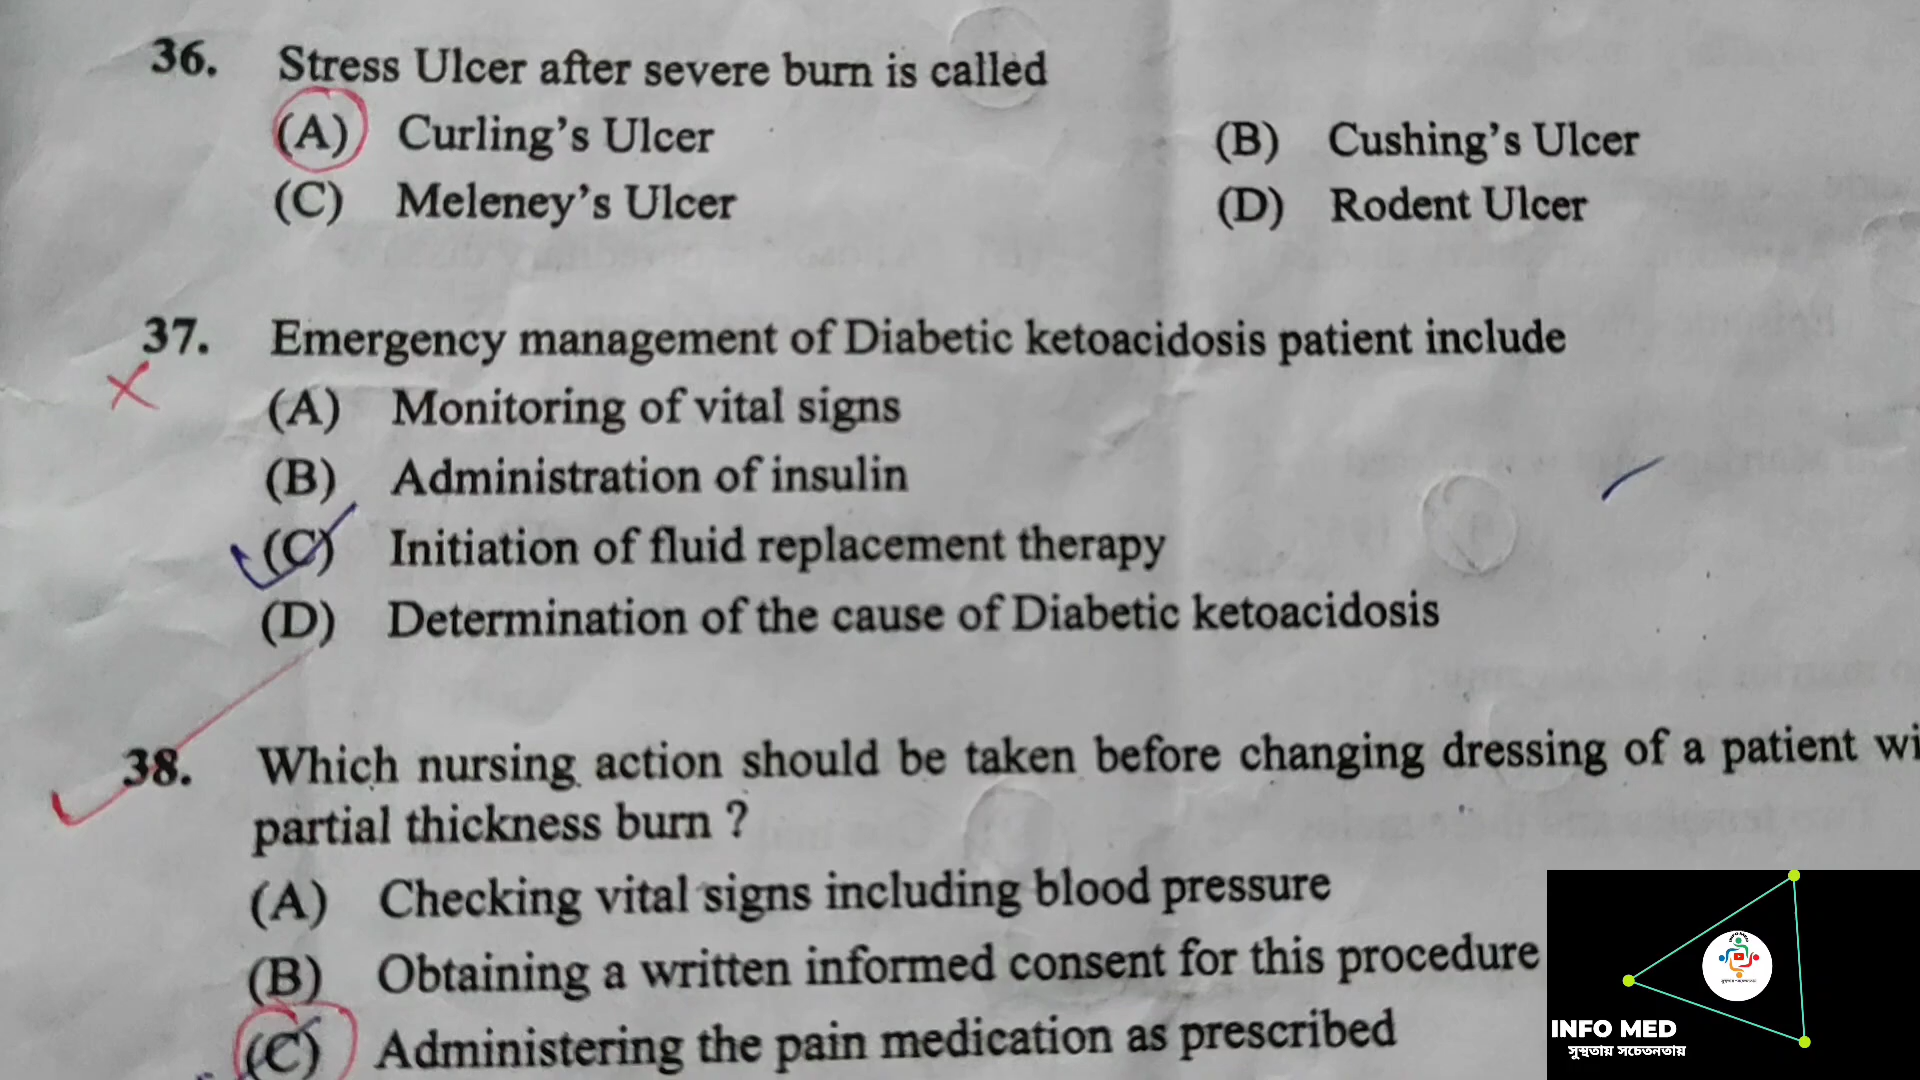 36. Stress Ulcer after severe burn is called
(A) Curling's Ulcer (B) Cushing's Ulcer
(C) Meleney's Ulcer (D) Rodent Ulcer
37. Emergency management of Diabetic ketoacidosis patient include
(A) Monitoring of vital signs
(B) Administration of insulin
(C) Initiation of fluid replacement therapy
(D) Determination of the cause of Diabetic ketoacidosis
38. Which nursing action should be taken before changing dressing of a patient wi
partial thickness burn ?
(A) Checking vital signs including blood pressure
(B) Obtaining a written informed consent for this procedure
(C) Administering the pain medication as prescribed
INFO MED
সুস্থতায় সচেতনতায়